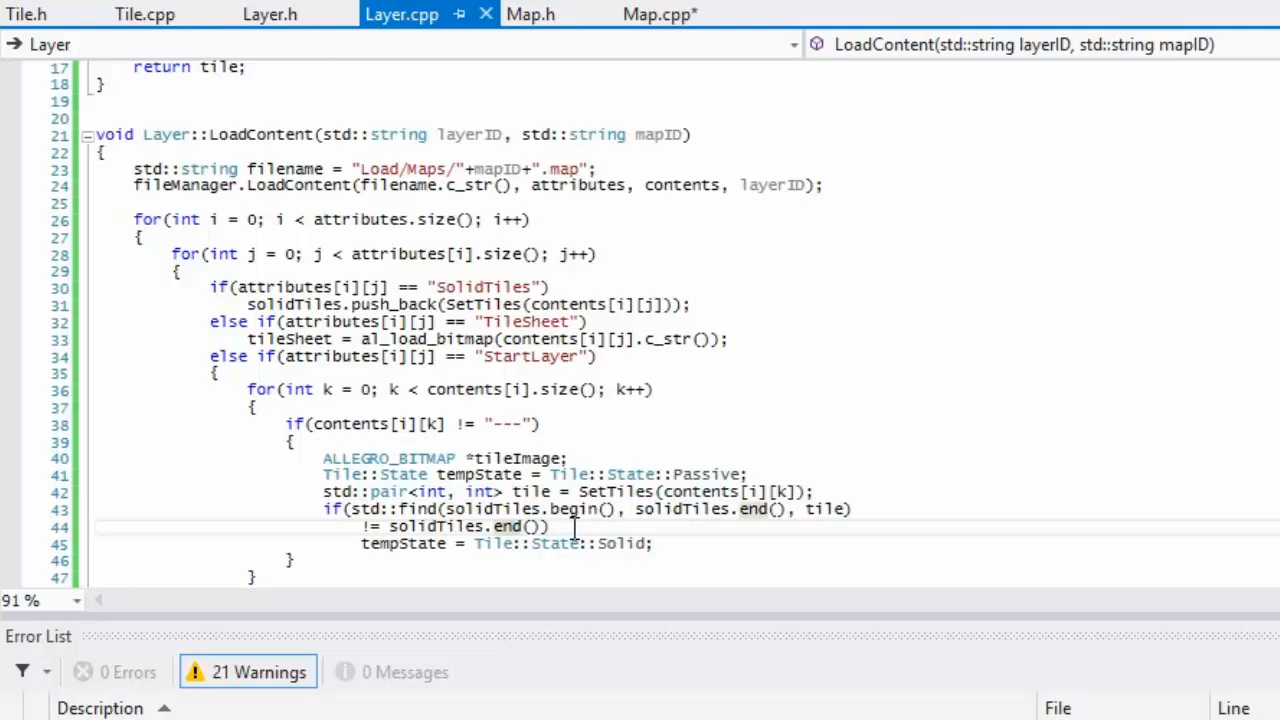 Tile.h Tile.cpp Layer.h Layer.cpp Map.h Map.cpp*
Layer LoadContent(std::string layerID, std::string mapID)
17 return tile;
18 }
19
20
21 void Layer::LoadContent(std::string layerID, std::string mapID)
22 {
23 std::string filename = "Load/Maps/"+mapID+".map";
24 fileManager.LoadContent(filename.c_str(), attributes, contents, layerID);
25
26 for(int i = 0; i < attributes.size(); i++)
27 {
28 for(int j = 0; j < attributes[i].size(); j++)
29 {
30 if(attributes[i][j] == "SolidTiles")
31 solidTiles.push_back(SetTiles(contents[i][j]));
32 else if(attributes[i][j] == "TileSheet")
33 tileSheet = al_load_bitmap(contents[i][j].c_str());
34 else if(attributes[i][j] == "StartLayer")
35 {
36 for(int k = 0; k < contents[i].size(); k++)
37 {
38 if(contents[i][k] != "---")
39 {
40 ALLEGRO_BITMAP *tileImage;
41 Tile::State tempState = Tile::State::Passive;
42 std::pair<int, int> tile = SetTiles(contents[i][k]);
43 if(std::find(solidTiles.begin(), solidTiles.end(), tile)
44 != solidTiles.end())
45 tempState = Tile::State::Solid;
46 }
47 }
91 %
Error List
0 Errors 21 Warnings 0 Messages
Description File Line